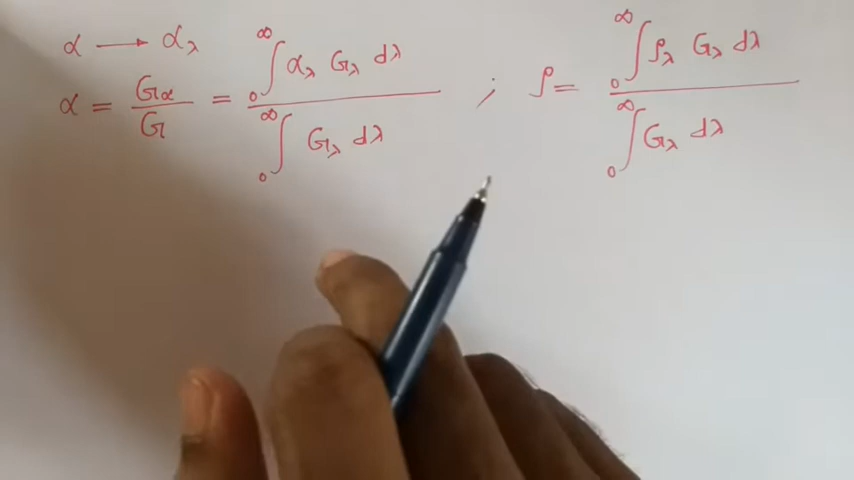 α → α_λ
α = G_α / G = ∫₀^∞ α_λ G_λ dλ / ∫₀^∞ G_λ dλ ; ρ = ∫₀^∞ ρ_λ G_λ dλ / ∫₀^∞ G_λ dλ